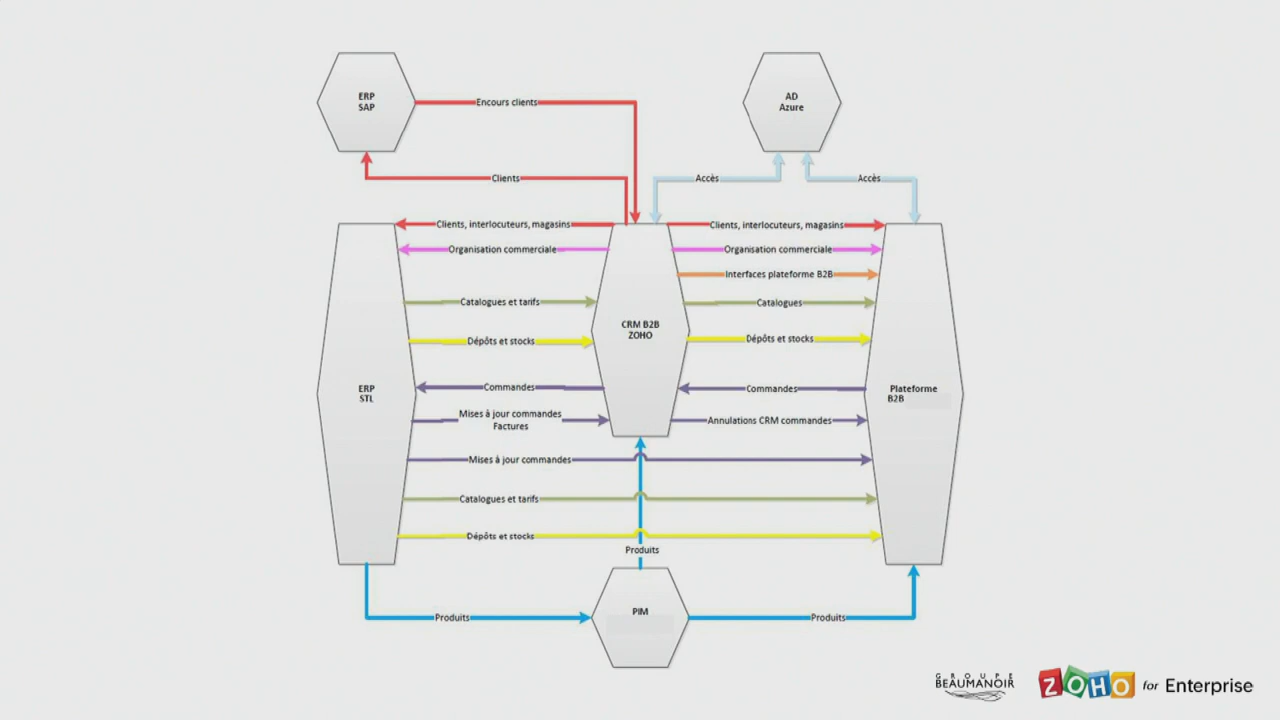 ERP
SAP
Encours clients
AD
Azure
Clients
Accès
Accès
Clients, interlocuteurs, magasins
Clients, interlocuteurs, magasins
Organisation commerciale
Organisation commerciale
Interfaces plateforme B2B
Catalogues et tarifs
Catalogues
CRM B2B
ZOHO
Dépôts et stocks
Dépôts et stocks
ERP
STL
Commandes
Commandes
Plateforme
B2B
Mises à jour commandes
Factures
Annulations CRM commandes
Mises à jour commandes
Catalogues et tarifs
Dépôts et stocks
Produits
PIM
Produits
Produits
GROUPE
BEAUMANOIR
ZOHO for Enterprise